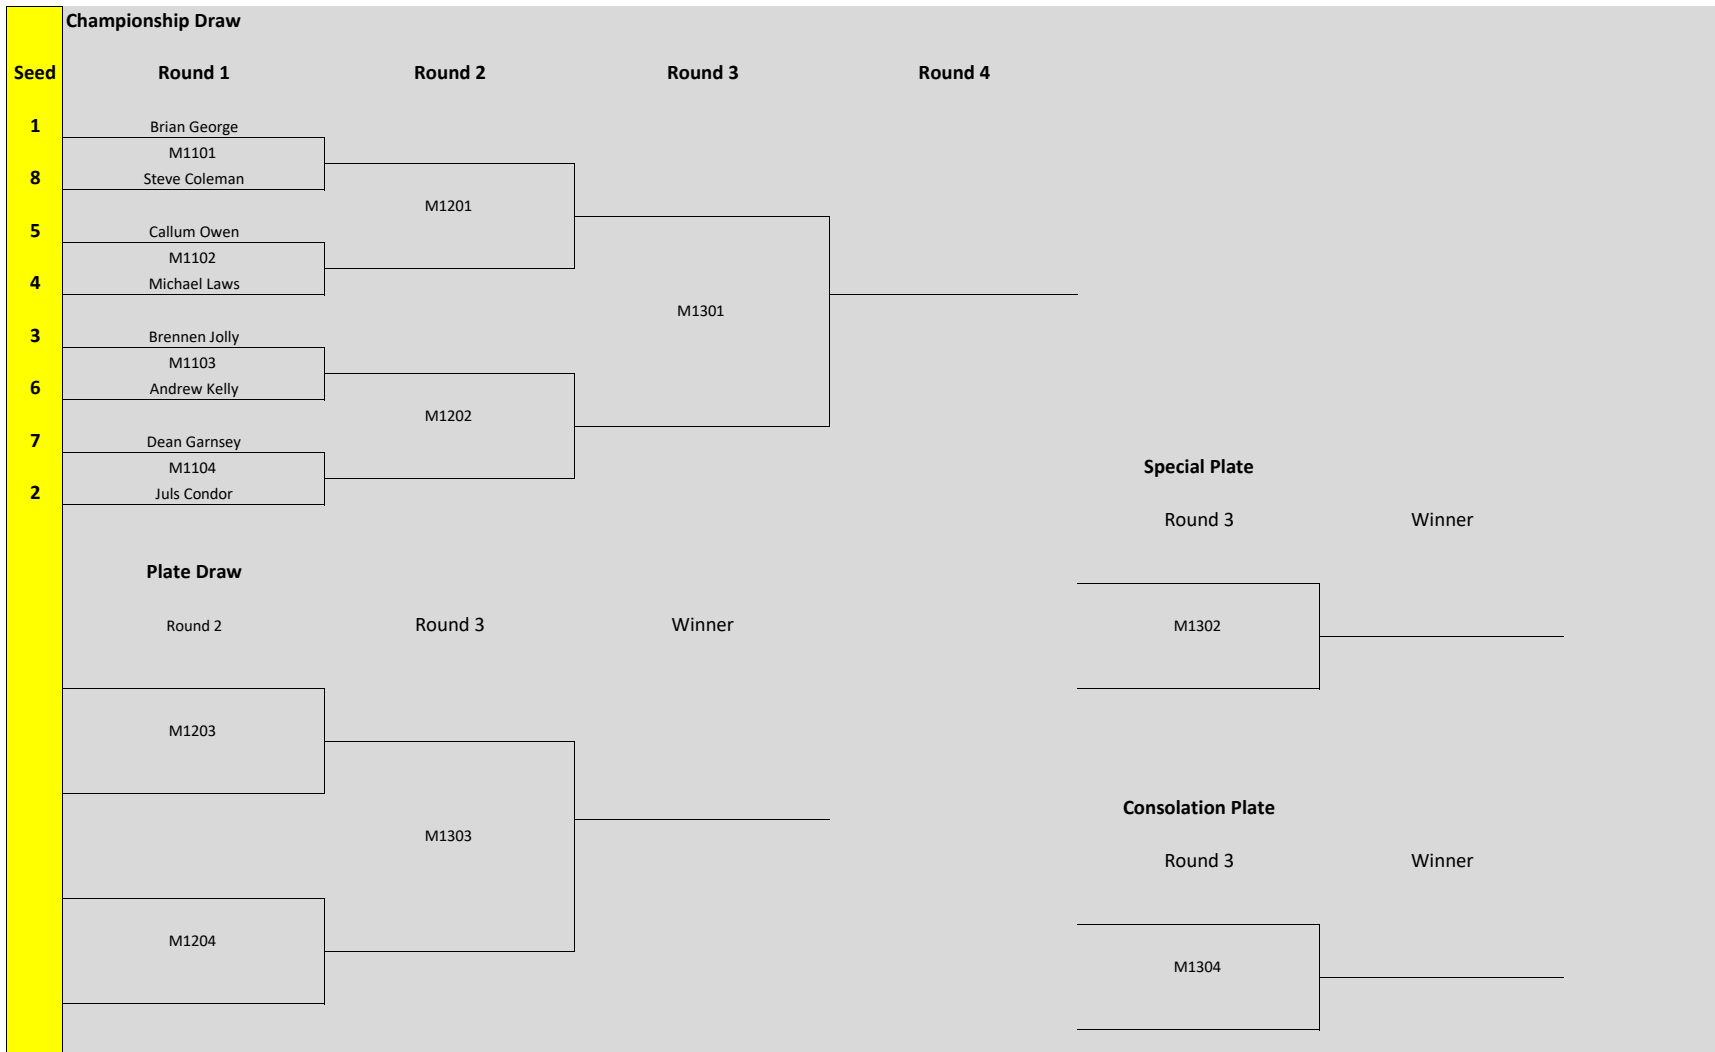 Championship Draw
Seed Round 1 Round 2 Round 3 Round 4
1 Brian George
M1101
8 Steve Coleman
M1201
5 Callum Owen
M1102
4 Michael Laws
M1301
3 Brennen Jolly
M1103
6 Andrew Kelly
M1202
7 Dean Garnsey
M1104
2 Juls Condor
Special Plate
Round 3 Winner
Plate Draw
Round 2 Round 3 Winner
M1302
M1203
Consolation Plate
M1303
Round 3 Winner
M1204
M1304